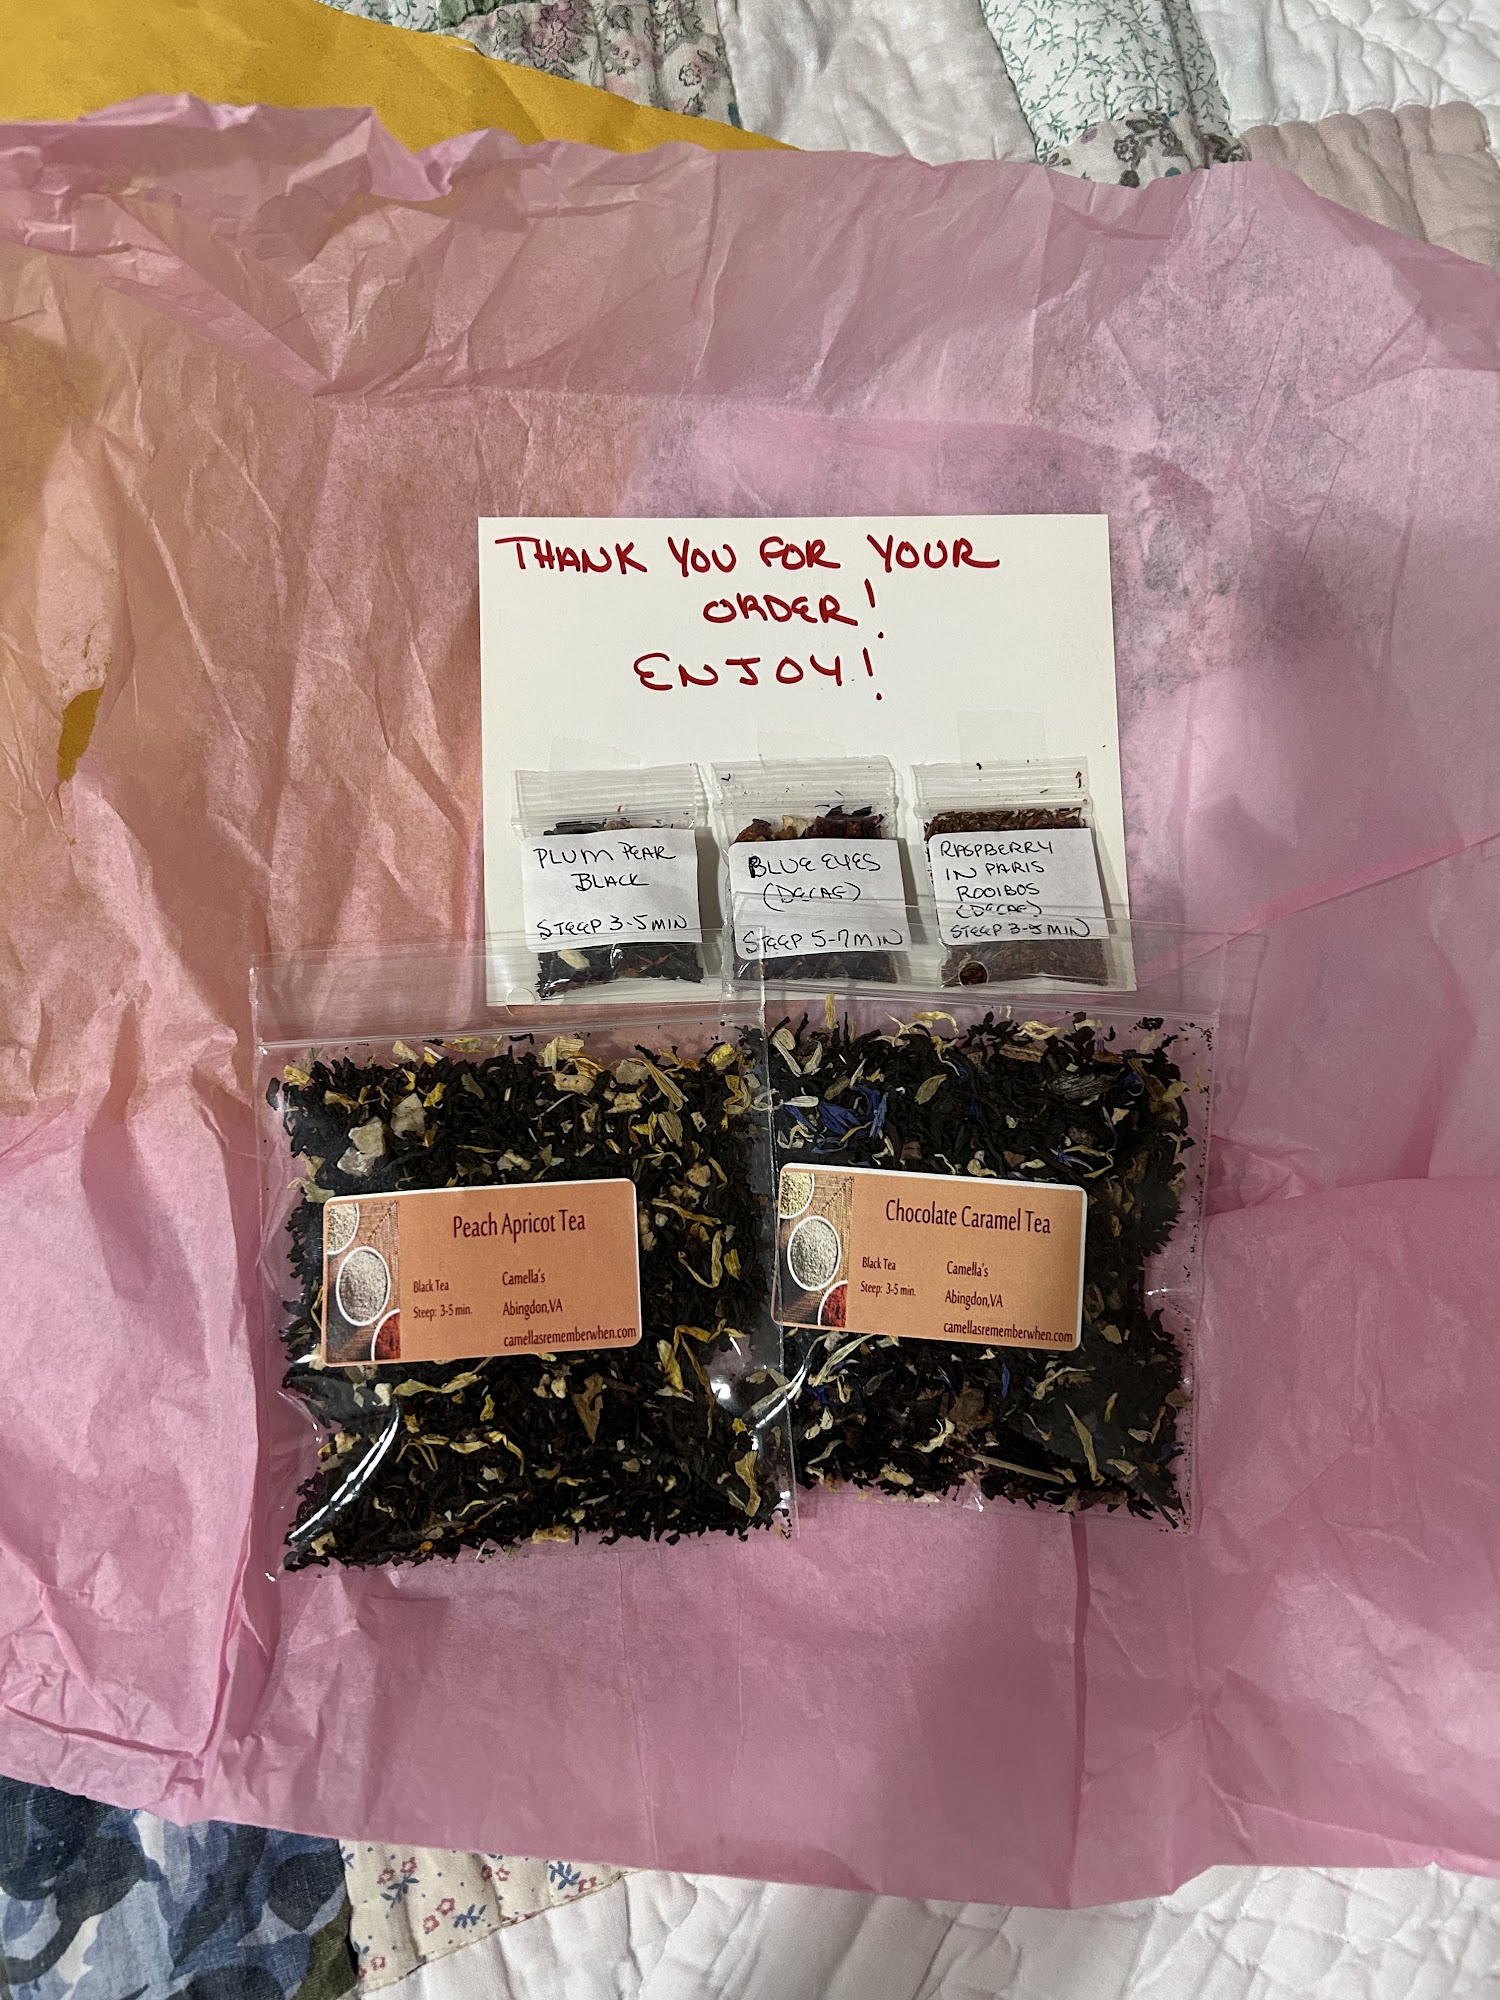 THANK YOU FOR YOUR
ORDER!
ENJOY!
PLUM PEAR
BLACK
STEEP 3-5 MIN
BLUE EYES
(DECAF)
STEEP 5-7 MIN
RASPBERRY
IN PARIS
ROOIBOS
(DECAF)
STEEP 3-5 MIN
Peach Apricot Tea
Black Tea
Steep: 3-5 min.
Camella's
Abingdon,VA
camellasrememberwhen.com
Chocolate Caramel Tea
Black Tea
Steep: 3-5 min.
Camella's
Abingdon,VA
camellasrememberwhen.com